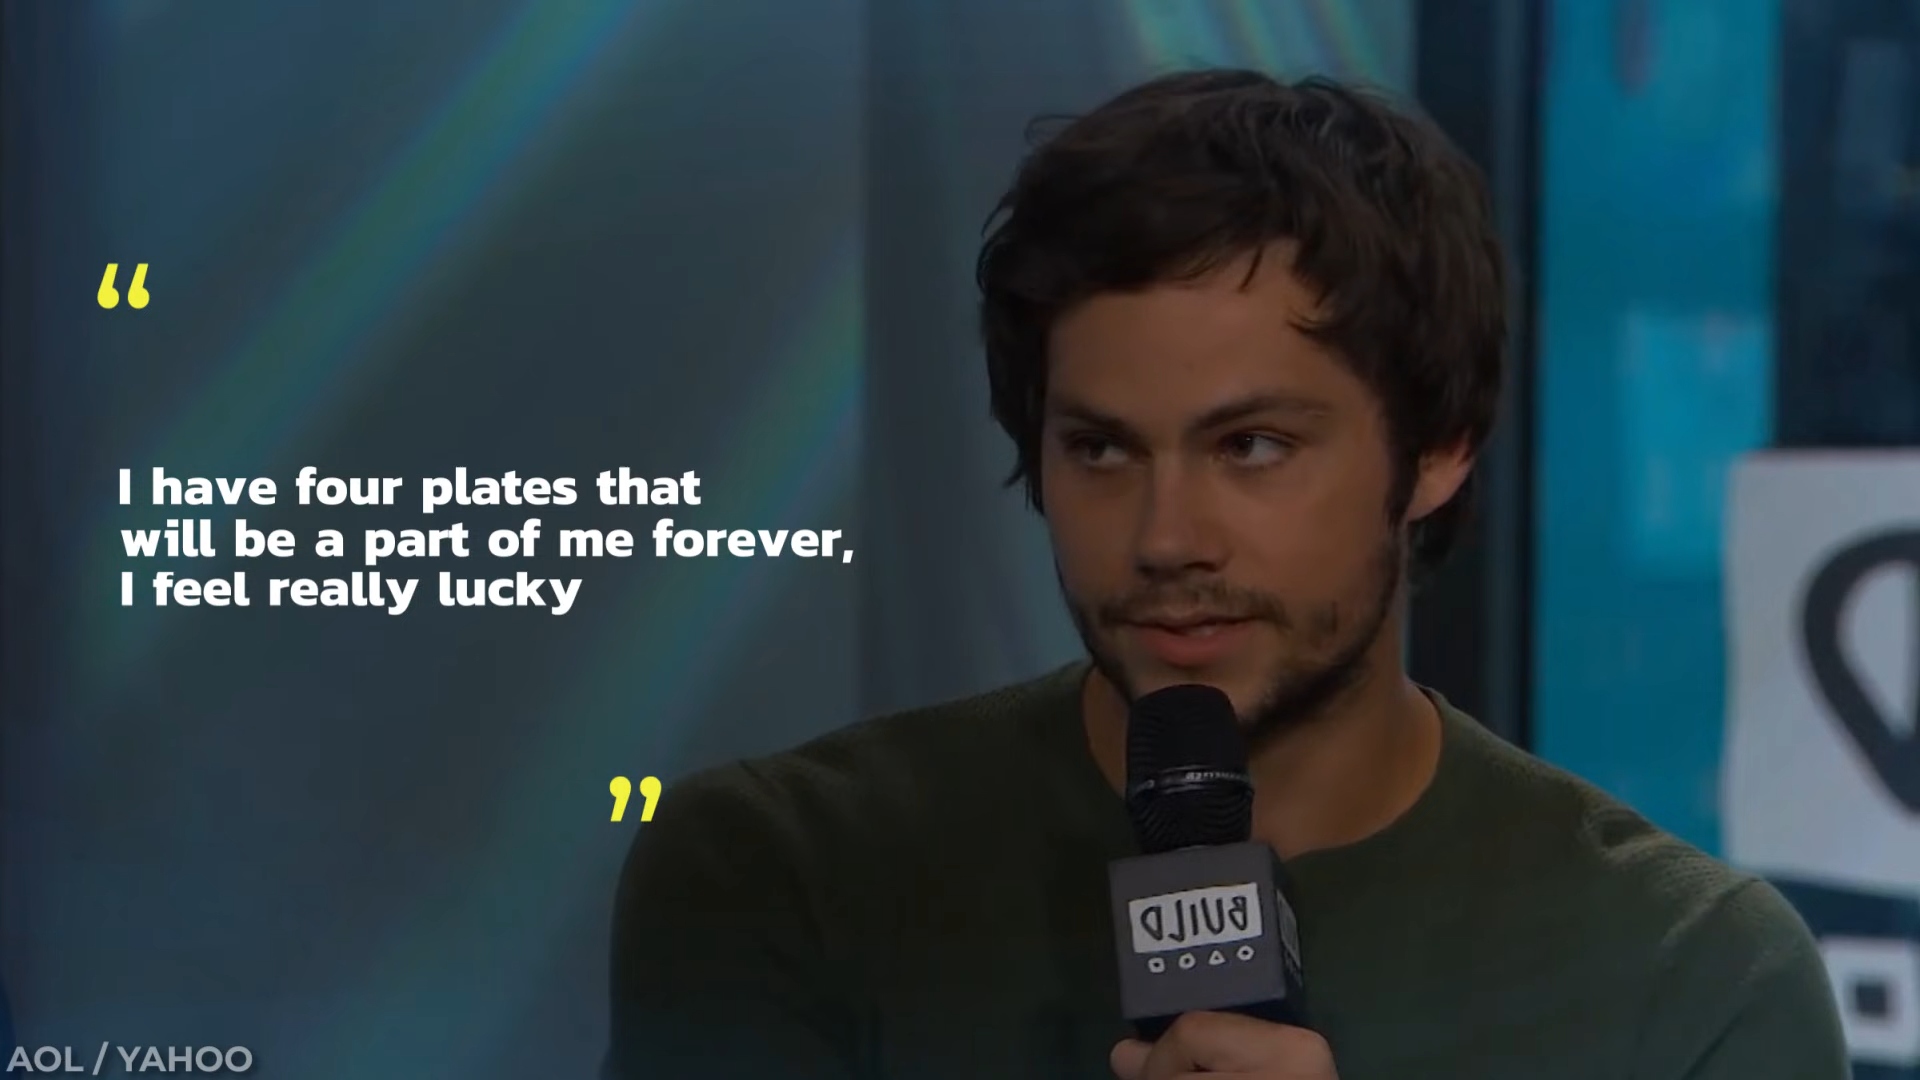 “
I have four plates that
will be a part of me forever,
I feel really lucky
”
BUILD
AOL / YAHOO